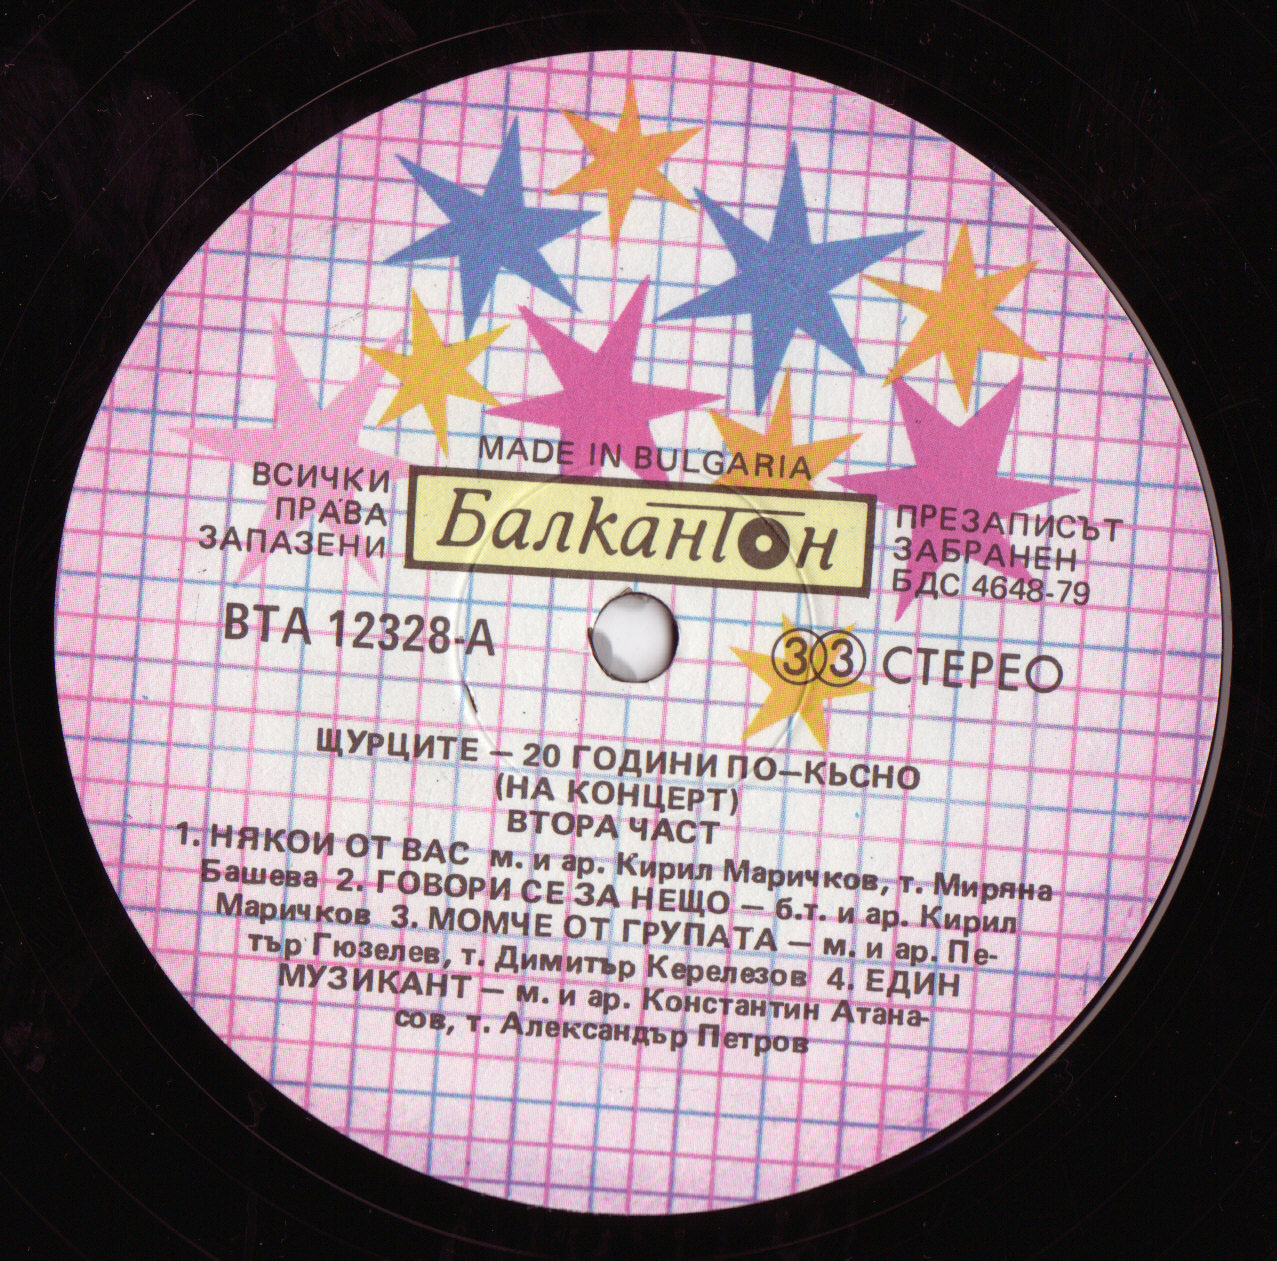 MADE IN BULGARIA
ВСИЧКИ
ПРАВА
ЗАПАЗЕНИ
Балкантон
ПРЕЗАПИСЪТ
ЗАБРАНЕН
БДС 4648-79
ВТА 12328-А
33 СТЕРЕО
ЩУРЦИТЕ – 20 ГОДИНИ ПО–КЪСНО
(НА КОНЦЕРТ)
ВТОРА ЧАСТ
1. НЯКОИ ОТ ВАС м. и ар. Кирил Маричков, т. Миряна
Башева 2. ГОВОРИ СЕ ЗА НЕЩО – б.т. и ар. Кирил
Маричков 3. МОМЧЕ ОТ ГРУПАТА – м. и ар. Пе-
тър Гюзелев, т. Димитър Керелезов 4. ЕДИН
МУЗИКАНТ – м. и ар. Константин Атана-
сов, т. Александър Петров